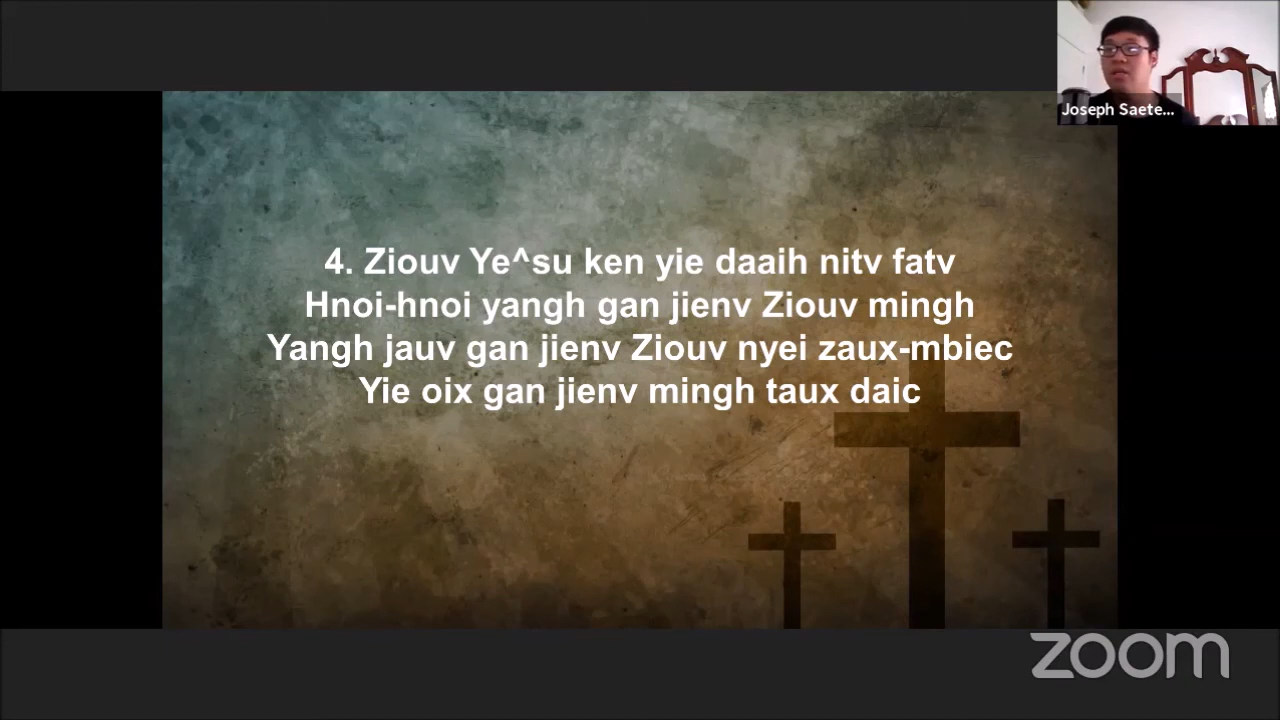 Joseph Saete...
4. Ziouv Ye^su ken yie daaih nitv fatv
Hnoi-hnoi yangh gan jienv Ziouv mingh
Yangh jauv gan jienv Ziouv nyei zaux-mbiec
Yie oix gan jienv mingh taux daic
zoom